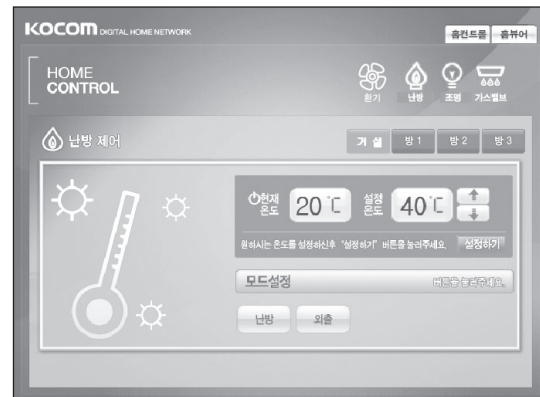 KOCOM DIGITAL HOME NETWORK
홈컨트롤 홈뷰어
HOME
CONTROL
환기 난방 조명 가스밸브
난방 제어
거 실 방 1 방 2 방 3
현재 온도 20 ℃ 설정 온도 40 ℃
원하시는 온도를 설정하신후 "설정하기" 버튼을 눌러주세요. 설정하기
모드설정 버튼을 눌러주세요.
난방 외출